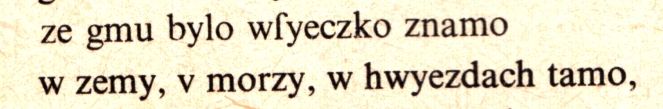 ze gmu bylo wſyeczko znamo
w zemy, v morzy, w hwyezdach tamo,